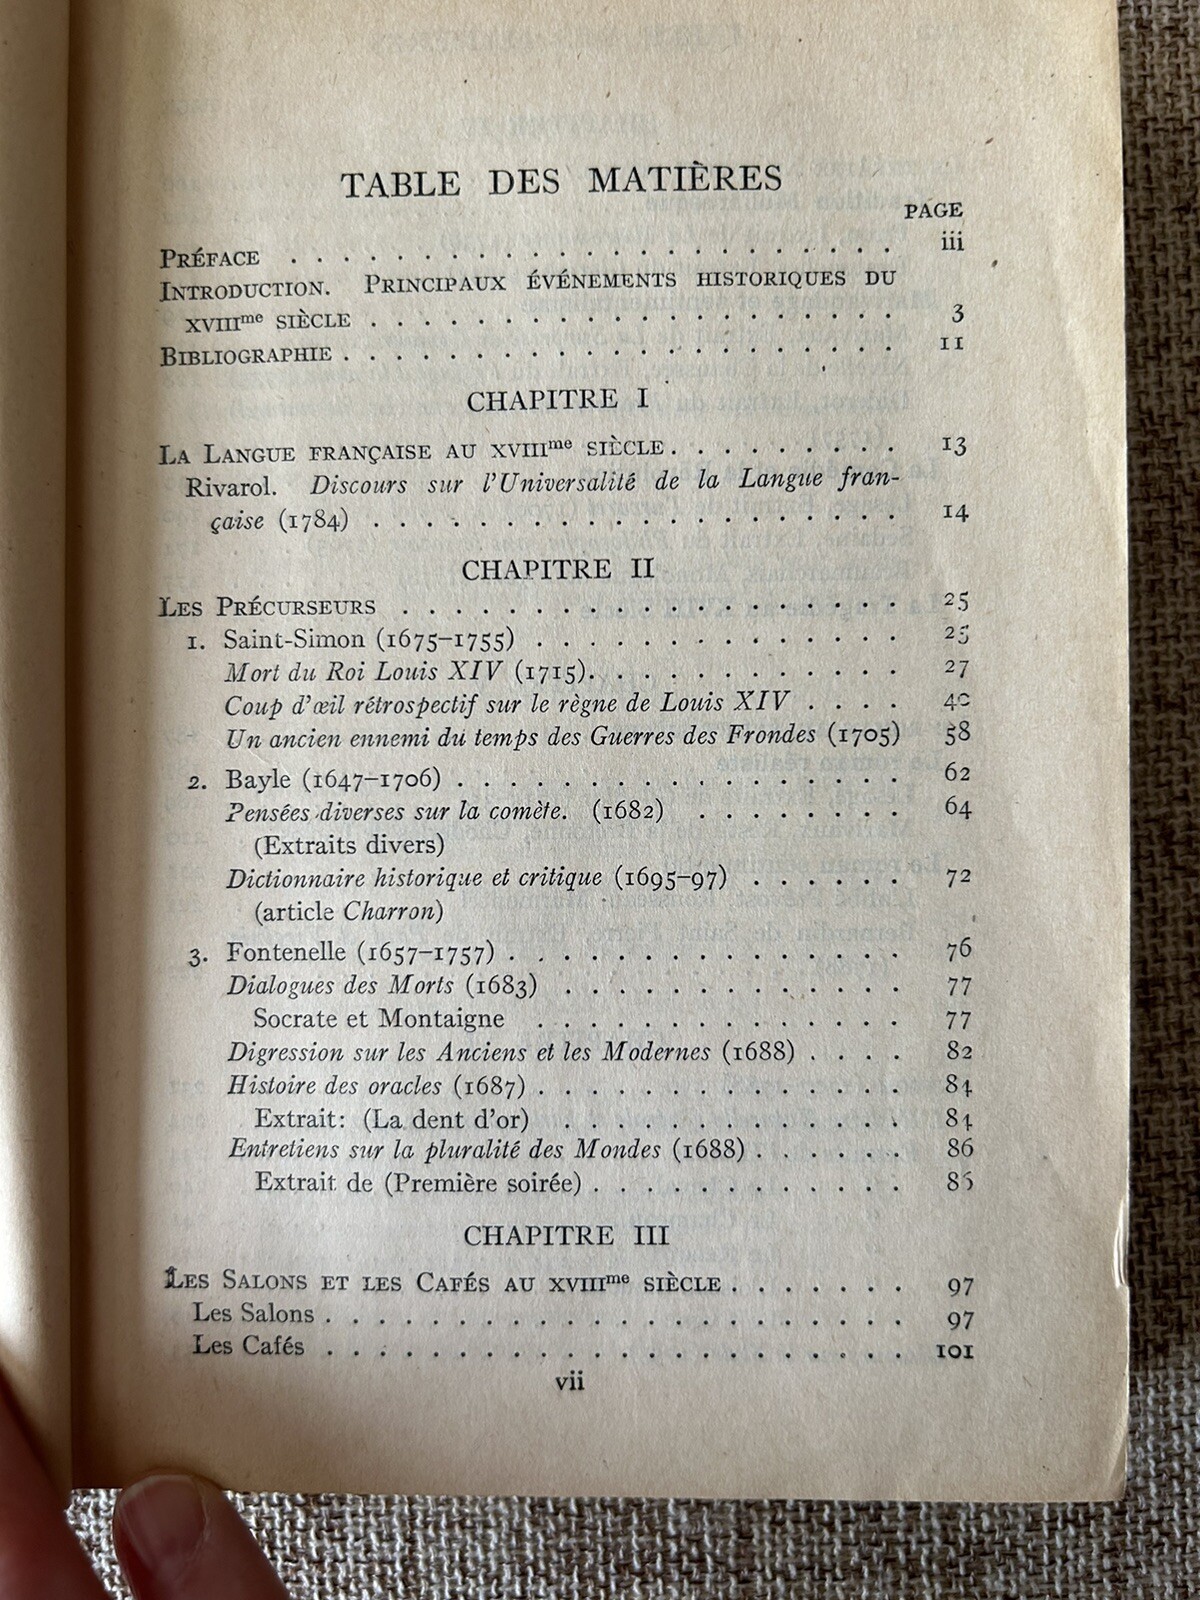 TABLE DES MATIÈRES
PAGE
PRÉFACE . . . . . . . . . . . . . . . . . . . . iii
INTRODUCTION. PRINCIPAUX ÉVÉNEMENTS HISTORIQUES DU
XVIIIme SIÈCLE . . . . . . . . . . . . . . . . . 3
BIBLIOGRAPHIE . . . . . . . . . . . . . . . . . . 11
CHAPITRE I
LA LANGUE FRANÇAISE AU XVIIIme SIÈCLE . . . . . . . . 13
Rivarol. Discours sur l'Universalité de la Langue fran-
çaise (1784) . . . . . . . . . . . . . . . . . 14
CHAPITRE II
LES PRÉCURSEURS . . . . . . . . . . . . . . . . . 25
1. Saint-Simon (1675–1755) . . . . . . . . . . . . . 25
Mort du Roi Louis XIV (1715). . . . . . . . . . . . 27
Coup d'œil rétrospectif sur le règne de Louis XIV . . . . 40
Un ancien ennemi du temps des Guerres des Frondes (1705) 58
2. Bayle (1647–1706) . . . . . . . . . . . . . . . 62
Pensées diverses sur la comète. (1682) . . . . . . . 64
(Extraits divers)
Dictionnaire historique et critique (1695–97) . . . . . . 72
(article Charron)
3. Fontenelle (1657–1757) . . . . . . . . . . . . . . 76
Dialogues des Morts (1683) . . . . . . . . . . . . 77
Socrate et Montaigne . . . . . . . . . . . . . 77
Digression sur les Anciens et les Modernes (1688) . . . . 82
Histoire des oracles (1687) . . . . . . . . . . . . . 84
Extrait: (La dent d'or) . . . . . . . . . . . . 84
Entretiens sur la pluralité des Mondes (1688) . . . . . . 86
Extrait de (Première soirée) . . . . . . . . . . . 86
CHAPITRE III
LES SALONS ET LES CAFÉS AU XVIIIme SIÈCLE . . . . . . 97
Les Salons . . . . . . . . . . . . . . . . . . . . 97
Les Cafés . . . . . . . . . . . . . . . . . . . . 101
vii